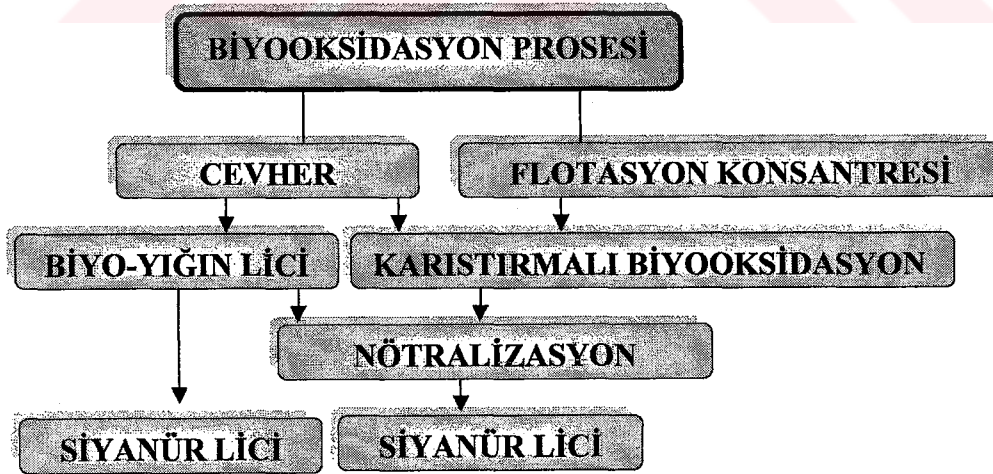 BİYOOKSİDASYON PROSESİ
CEVHER
FLOTASYON KONSANTRESİ
BİYO-YIĞIN LİCİ
KARISTIRMALI BİYOOKSİDASYON
NÖTRALİZASYON
SİYANÜR LİCİ
SİYANÜR LİCİ